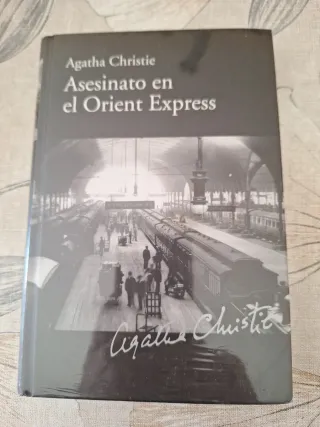 Agatha Christie
Asesinato en
el Orient Express
Agatha Christie